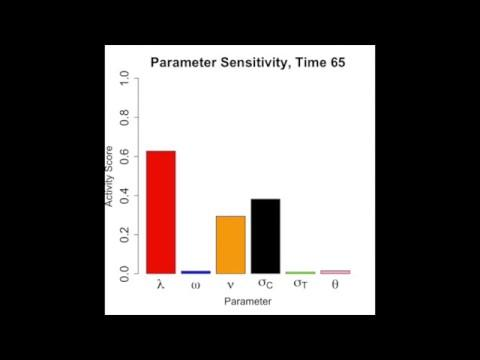 Parameter Sensitivity, Time 65
1.0
0.8
0.6
0.4
0.2
0.0
Activity Score
λ ω ν σC σT θ
Parameter